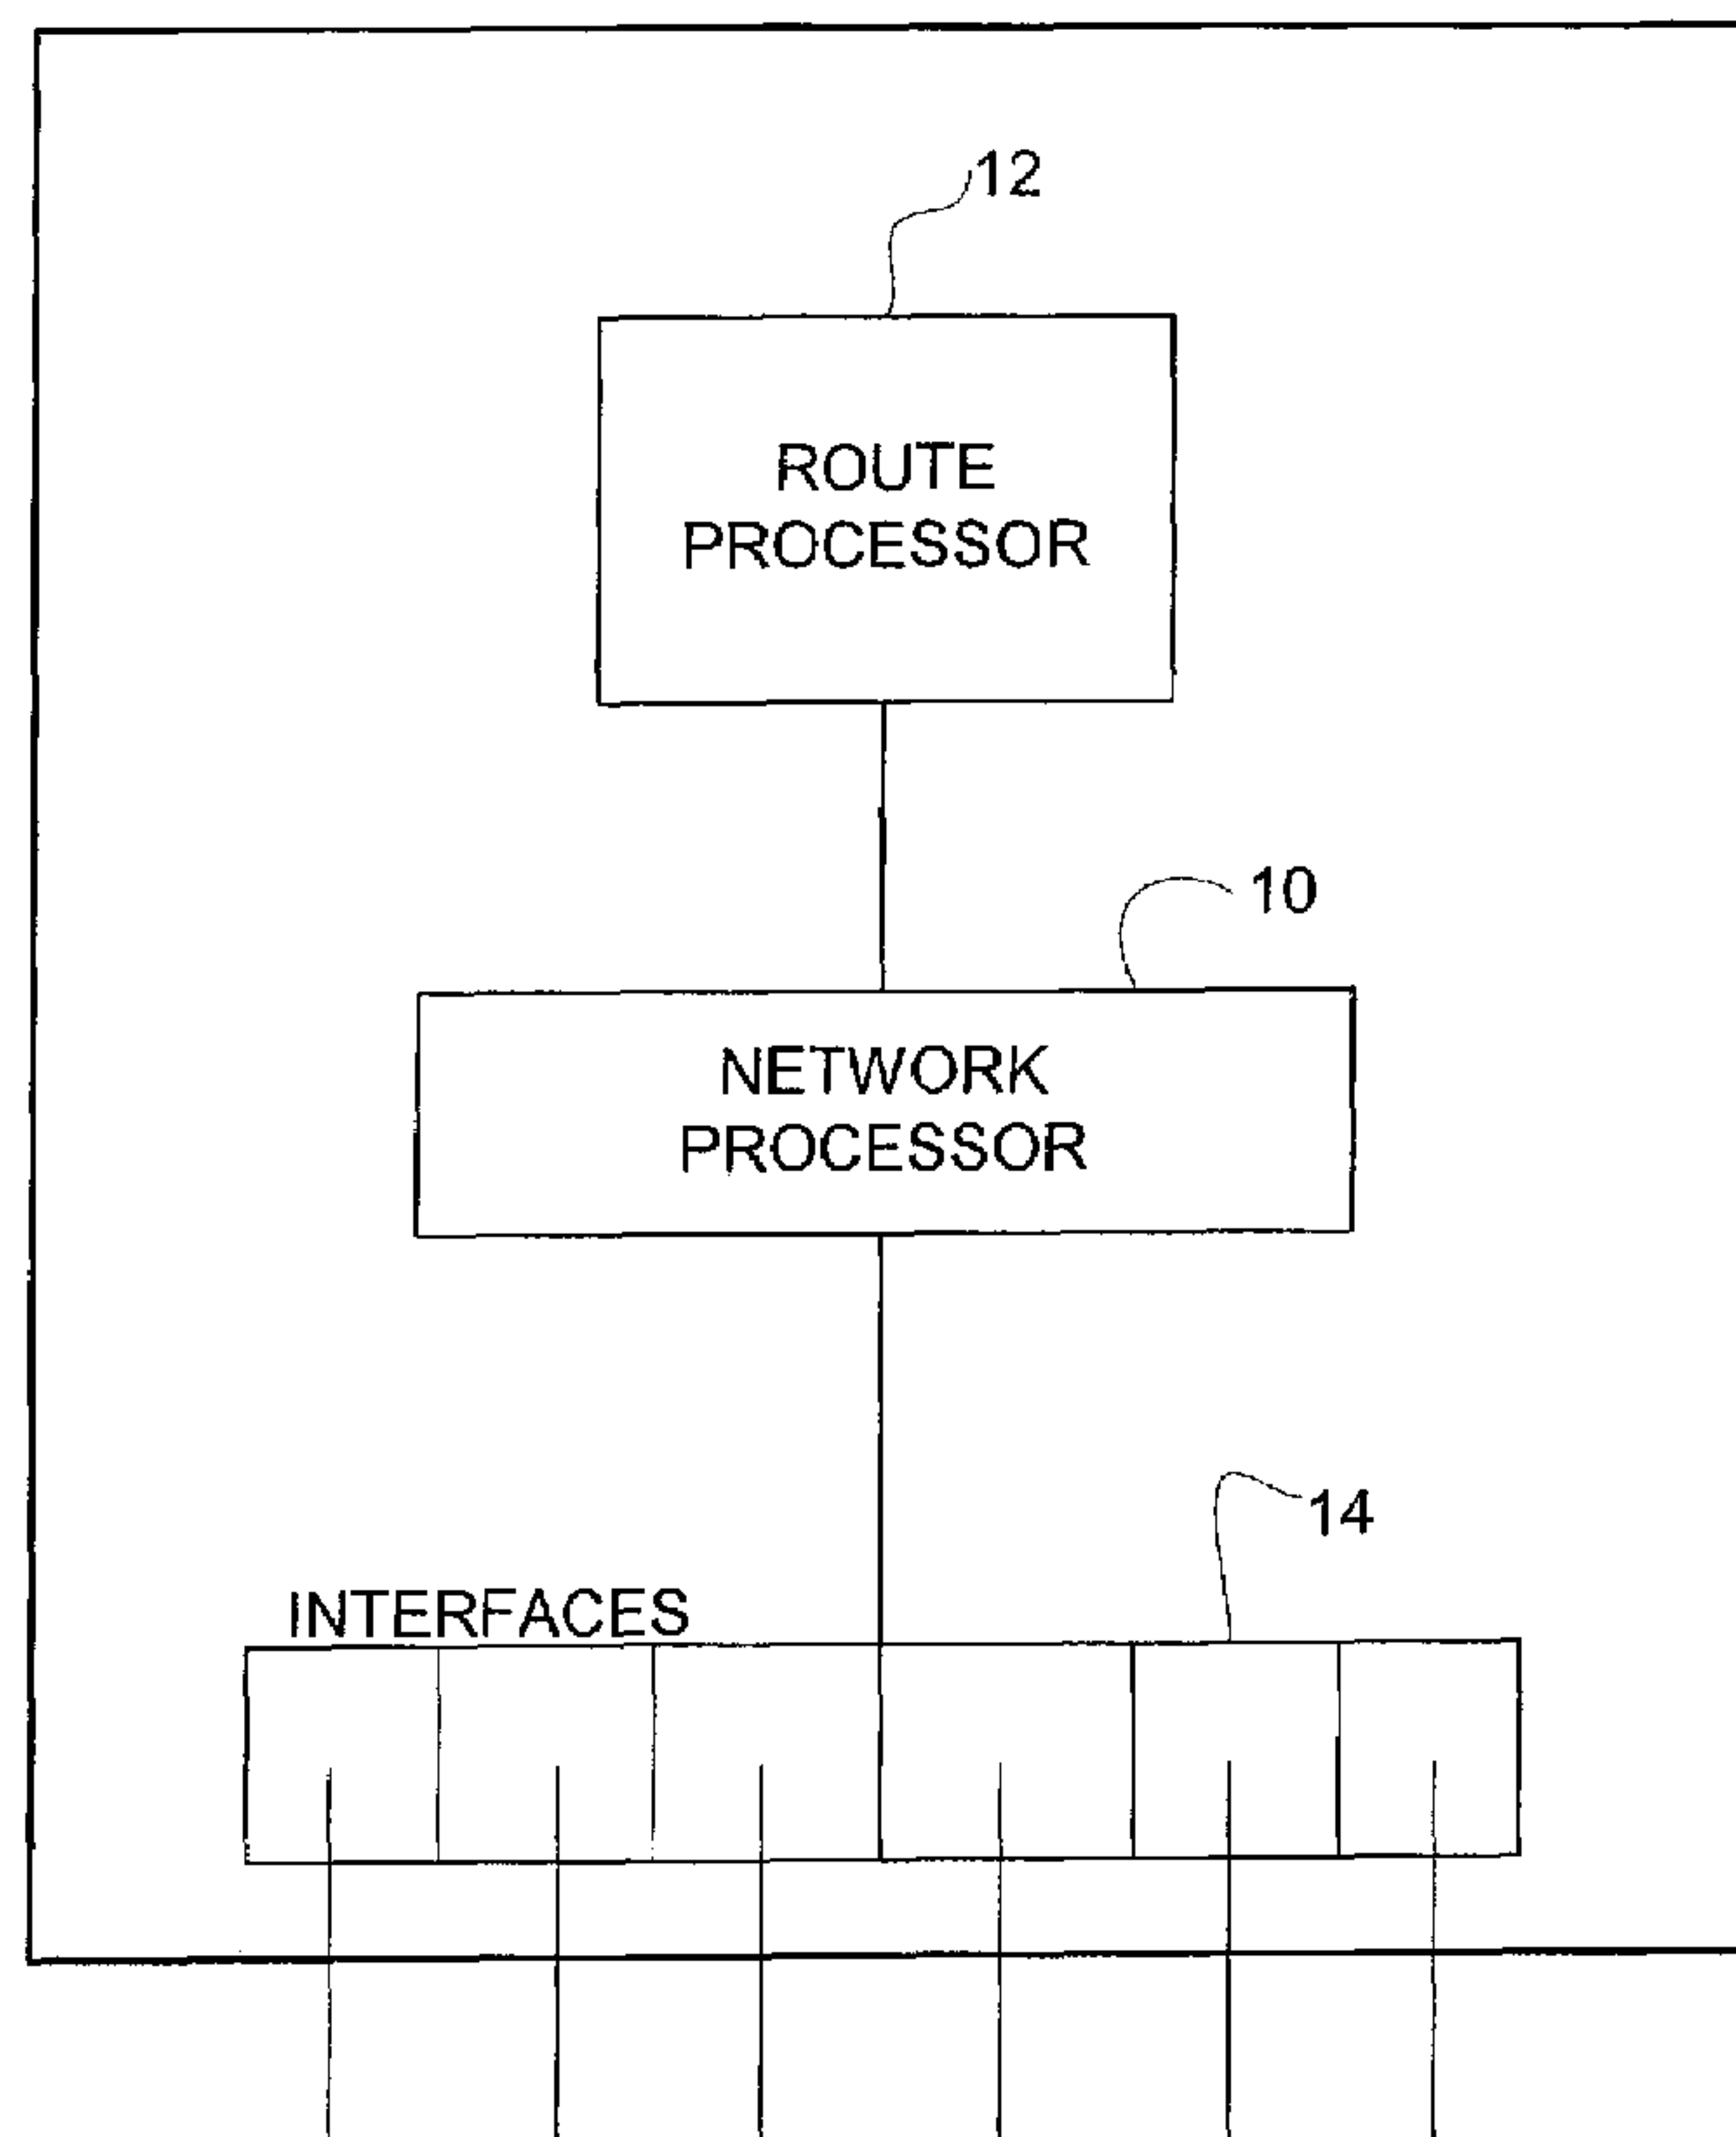 12
ROUTE
PROCESSOR
10
NETWORK
PROCESSOR
14
INTERFACES